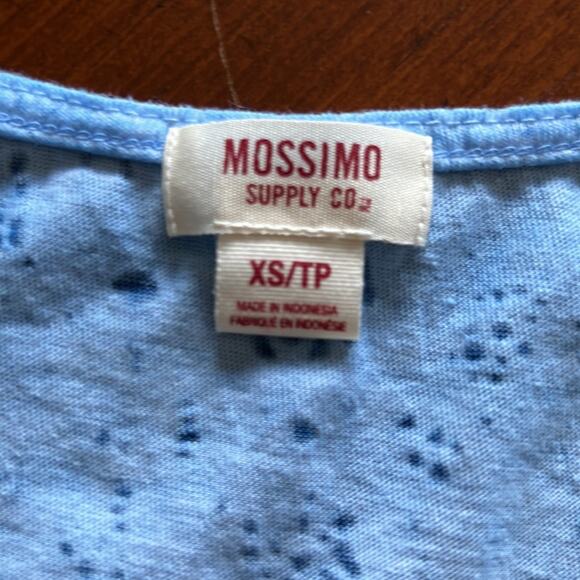 MOSSIMO
SUPPLY CO
XS/TP
MADE IN INDONESIA
FABRIQUÉ EN INDONÉSIE